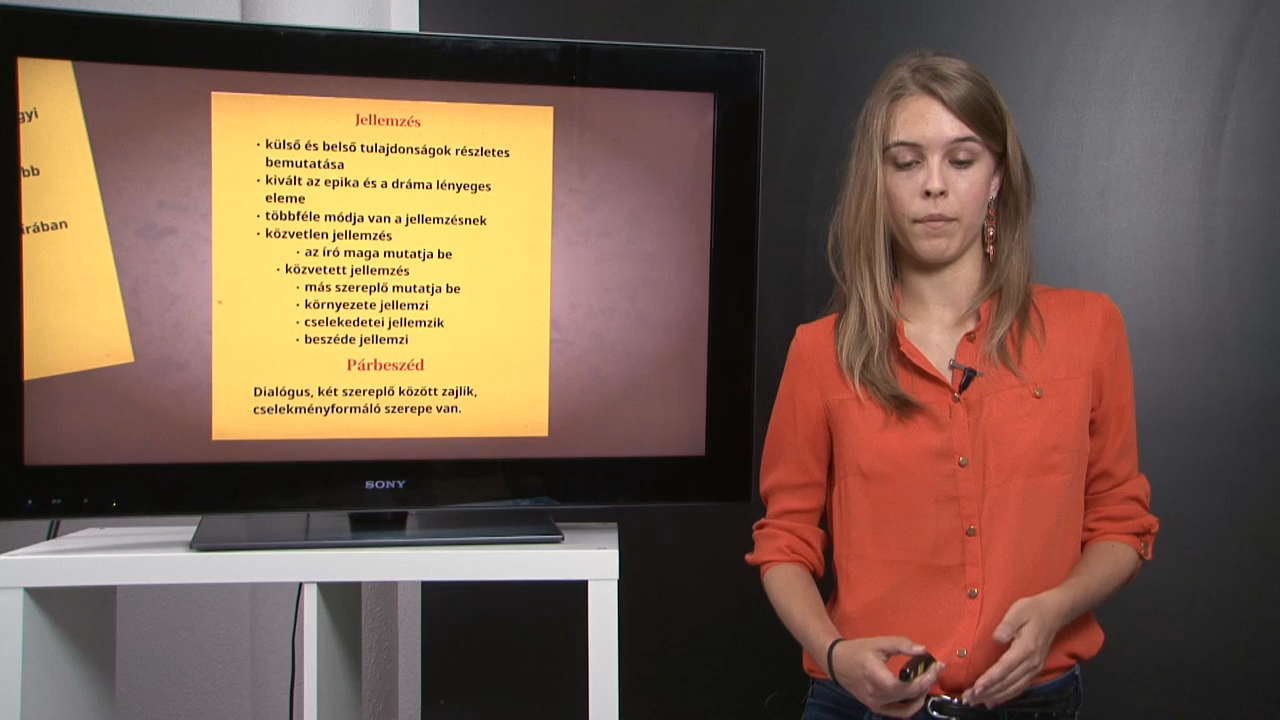 gyi
bb
Jellemzés
· külső és belső tulajdonságok részletes
bemutatása
· kivált az epika és a dráma lényeges
eleme
· többféle módja van a jellemzésnek
· közvetlen jellemzés
· az író maga mutatja be
· közvetett jellemzés
· más szereplő mutatja be
· környezete jellemzi
· cselekedetei jellemzik
· beszéde jellemzi
Párbeszéd
Dialógus, két szereplő között zajlik,
cselekményformáló szerepe van.
SONY